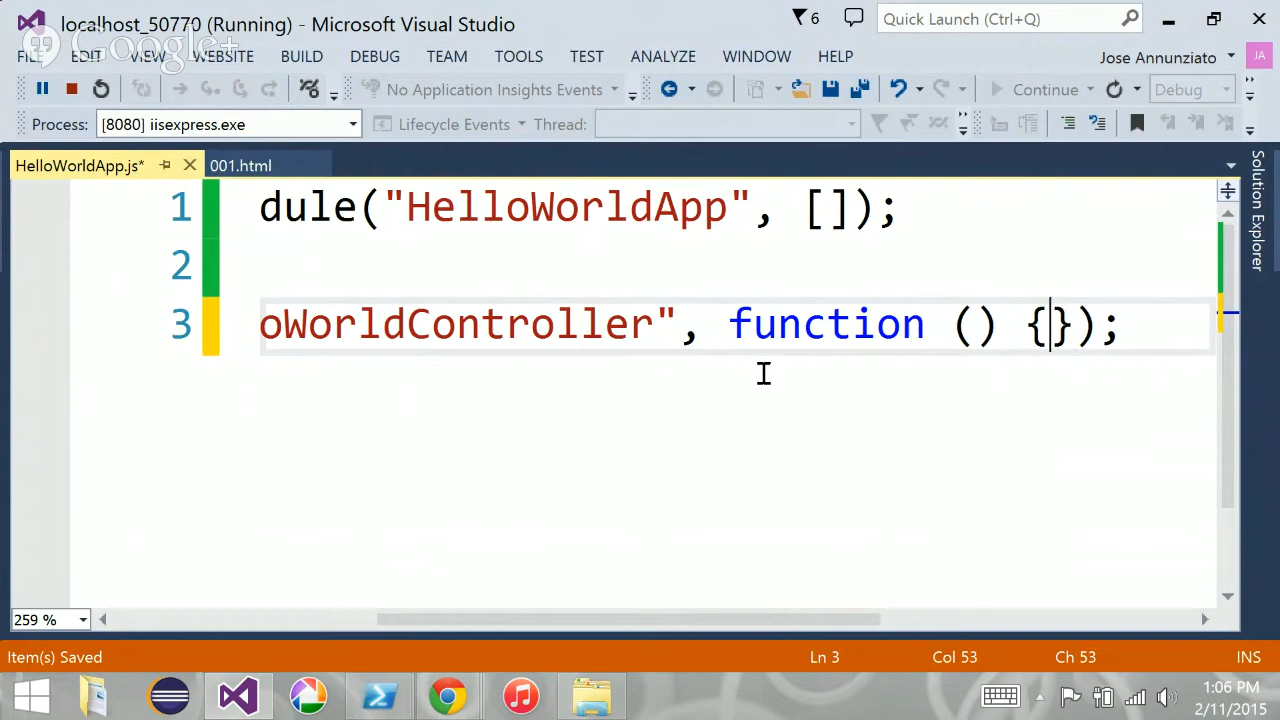 localhost_50770 (Running) - Microsoft Visual Studio
6
Quick Launch (Ctrl+Q)
Google+
FILE EDIT VIEW WEBSITE BUILD DEBUG TEAM TOOLS TEST ANALYZE WINDOW HELP
Jose Annunziato
JA
No Application Insights Events
Continue
Debug
Process: [8080] iisexpress.exe
Lifecycle Events
Thread:
HelloWorldApp.js*
001.html
Solution Explorer
1 dule("HelloWorldApp", []);
2
3 oWorldController", function () {});
259 %
Item(s) Saved
Ln 3
Col 53
Ch 53
INS
1:06 PM
2/11/2015